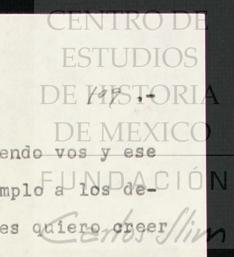 CENTRO DE
ESTUDIOS
DE HISTORIA
197.-
DE MEXICO
endo vos y ese
FUNDACIÓN
mplo a los de-
es quiero creer
Carlos Slim